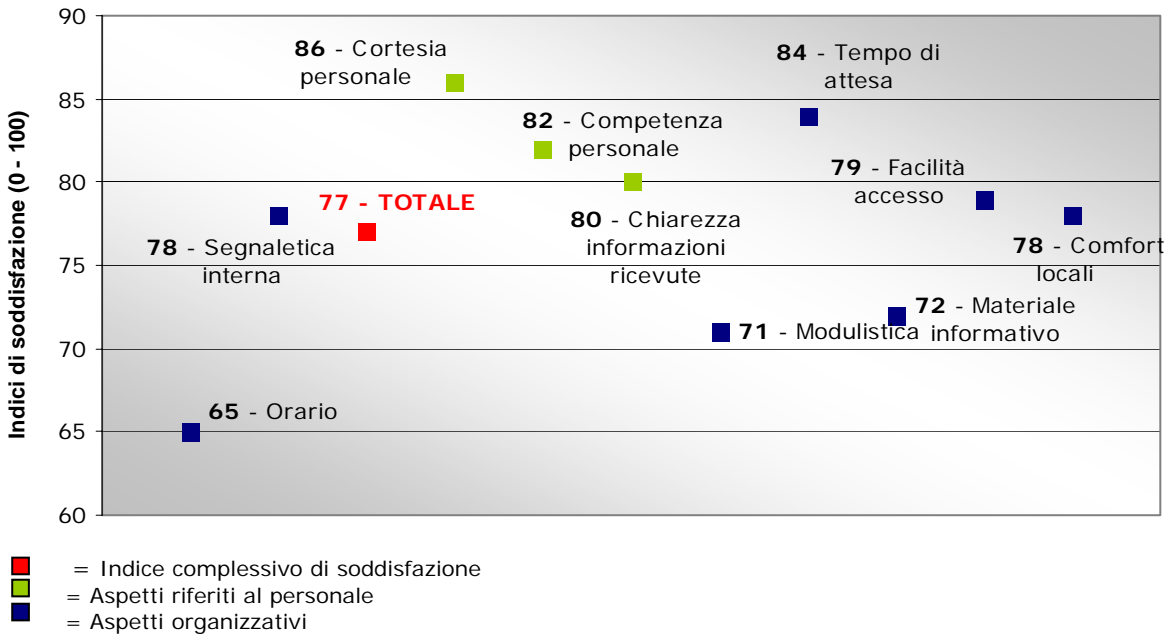 Indici di soddisfazione (0 - 100)
90
85
80
75
70
65
60
86 - Cortesia
personale
84 - Tempo di
attesa
82 - Competenza
personale
79 - Facilità
accesso
77 - TOTALE
80 - Chiarezza
informazioni
ricevute
78 - Segnaletica
interna
78 - Comfort
locali
72 - Materiale
informativo
71 - Modulistica
65 - Orario
= Indice complessivo di soddisfazione
= Aspetti riferiti al personale
= Aspetti organizzativi